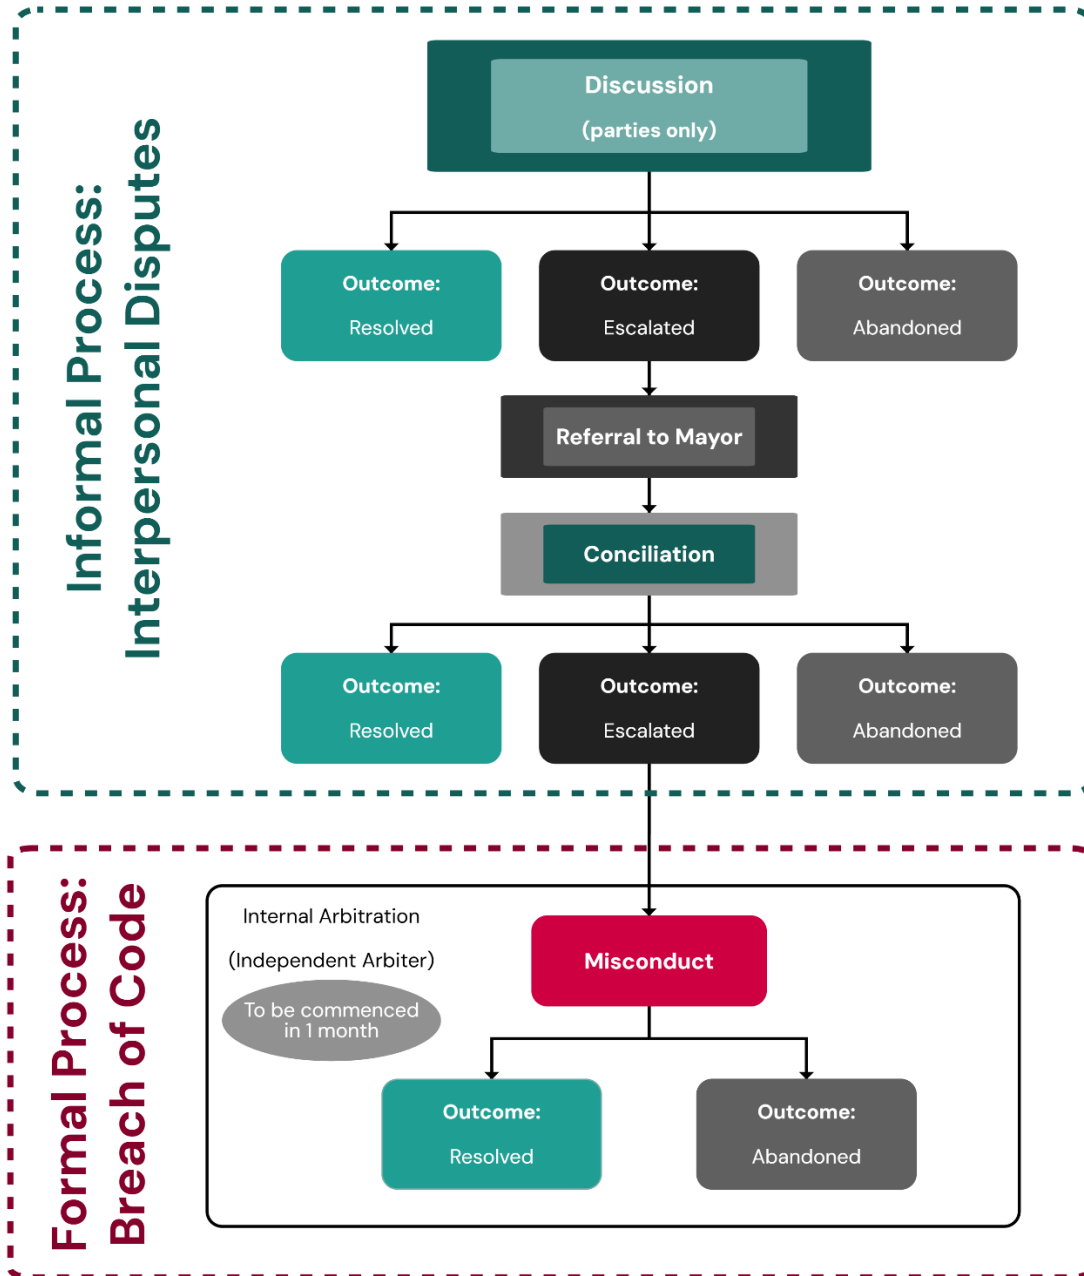 Informal Process:
Interpersonal Disputes
Discussion
(parties only)
Outcome:
Resolved
Outcome:
Escalated
Outcome:
Abandoned
Referral to Mayor
Conciliation
Outcome:
Resolved
Outcome:
Escalated
Outcome:
Abandoned
Formal Process:
Breach of Code
Internal Arbitration
(Independent Arbiter)
To be commenced
in 1 month
Misconduct
Outcome:
Resolved
Outcome:
Abandoned